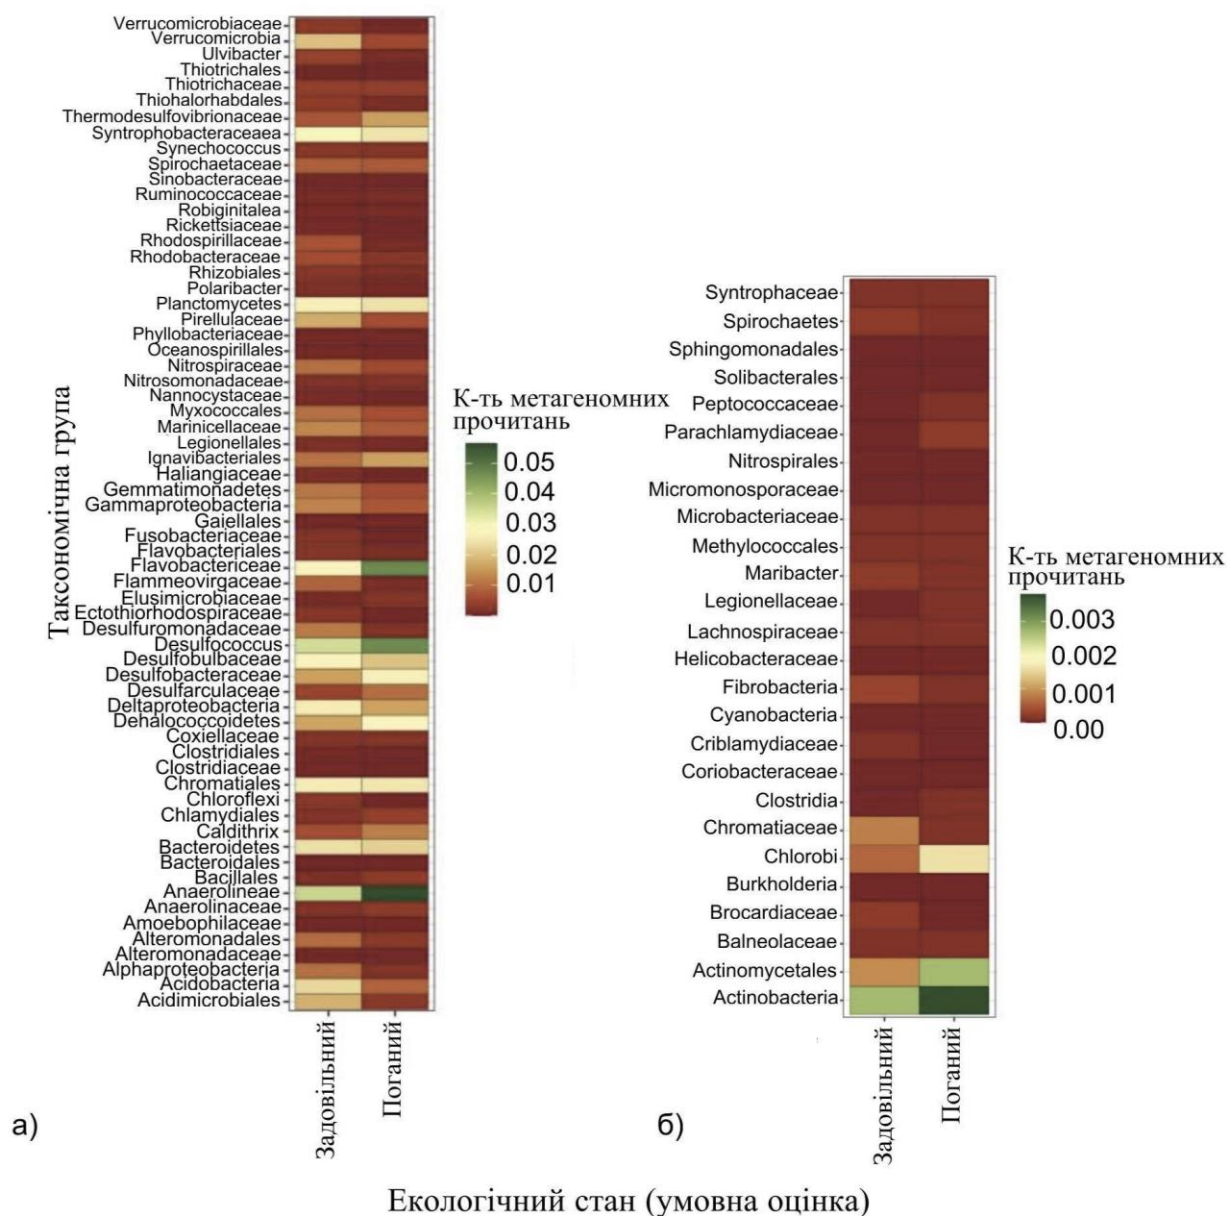 Таксономічна група
Verrucomicrobiaceae
Verrucomicrobia
Ulvibacter
Thiotrichales
Thiotrichaceae
Thiohalorhabdales
Thermodesulfovibrionaceae
Syntrophobacteraceaea
Synechococcus
Spirochaetaceae
Sinobacteraceae
Ruminococcaceae
Robiginitalea
Rickettsiaceae
Rhodospirillaceae
Rhodobacteraceae
Rhizobiales
Polaribacter
Planctomycetes
Pirellulaceae
Phyllobacteriaceae
Oceanospirillales
Nitrospiraceae
Nitrosomonadaceae
Nannocystaceae
Myxococcales
Marinicellaceae
Legionellales
Ignavibacteriales
Haliangiaceae
Gemmatimonadetes
Gammaproteobacteria
Gaiellales
Fusobacteriaceae
Flavobacteriales
Flavobactericeae
Flammeovirgaceae
Elusimicrobiaceae
Ectothiorhodospiraceae
Desulfuromonadaceae
Desulfococcus
Desulfobulbaceae
Desulfobacteraceae
Desulfarculaceae
Deltaproteobacteria
Dehalococcoidetes
Coxiellaceae
Clostridiales
Clostridiaceae
Chromatiales
Chloroflexi
Chlamydiales
Caldithrix
Bacteroidetes
Bacteroidales
Bacillales
Anaerolineae
Anaerolinaceae
Amoebophilaceae
Alteromonadales
Alteromonadaceae
Alphaproteobacteria
Acidobacteria
Acidimicrobiales
Задовільний
Поганий
К-ть метагеномних
прочитань
0.05
0.04
0.03
0.02
0.01
а)
Syntrophaceae
Spirochaetes
Sphingomonadales
Solibacterales
Peptococcaceae
Parachlamydiaceae
Nitrospirales
Micromonosporaceae
Microbacteriaceae
Methylococcales
Maribacter
Legionellaceae
Lachnospiraceae
Helicobacteraceae
Fibrobacteria
Cyanobacteria
Criblamydiaceae
Coriobacteraceae
Clostridia
Chromatiaceae
Chlorobi
Burkholderia
Brocardiaceae
Balneolaceae
Actinomycetales
Actinobacteria
Задовільний
Поганий
К-ть метагеномних
прочитань
0.003
0.002
0.001
0.00
б)
Екологічний стан (умовна оцінка)